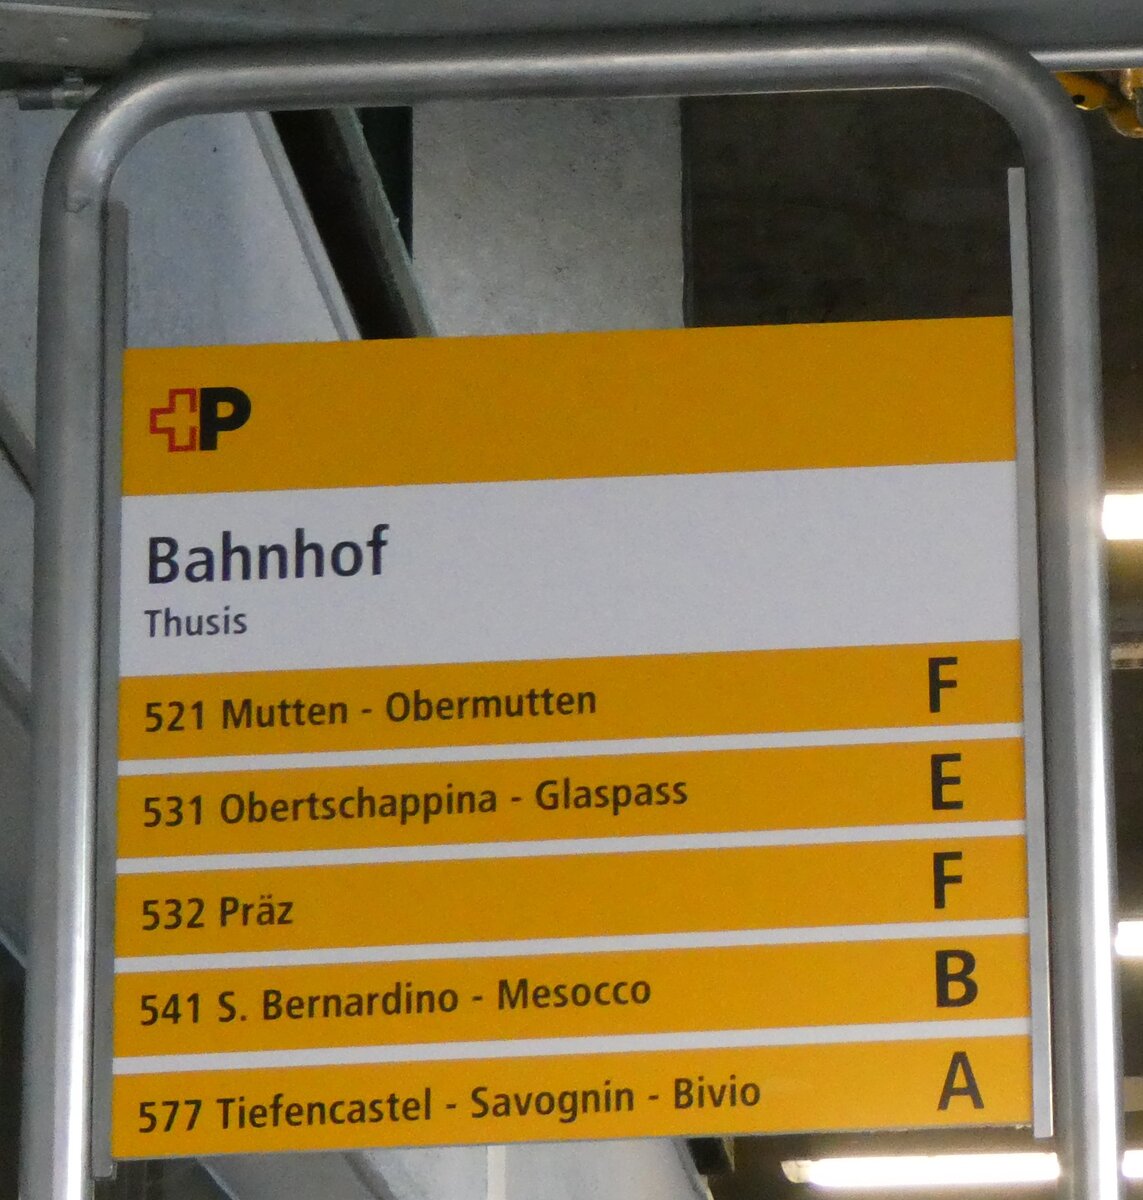 P
Bahnhof
Thusis
521 Mutten - Obermutten F
531 Obertschappina - Glaspass E
532 Präz F
541 S. Bernardino - Mesocco B
577 Tiefencastel - Savognin - Bivio A